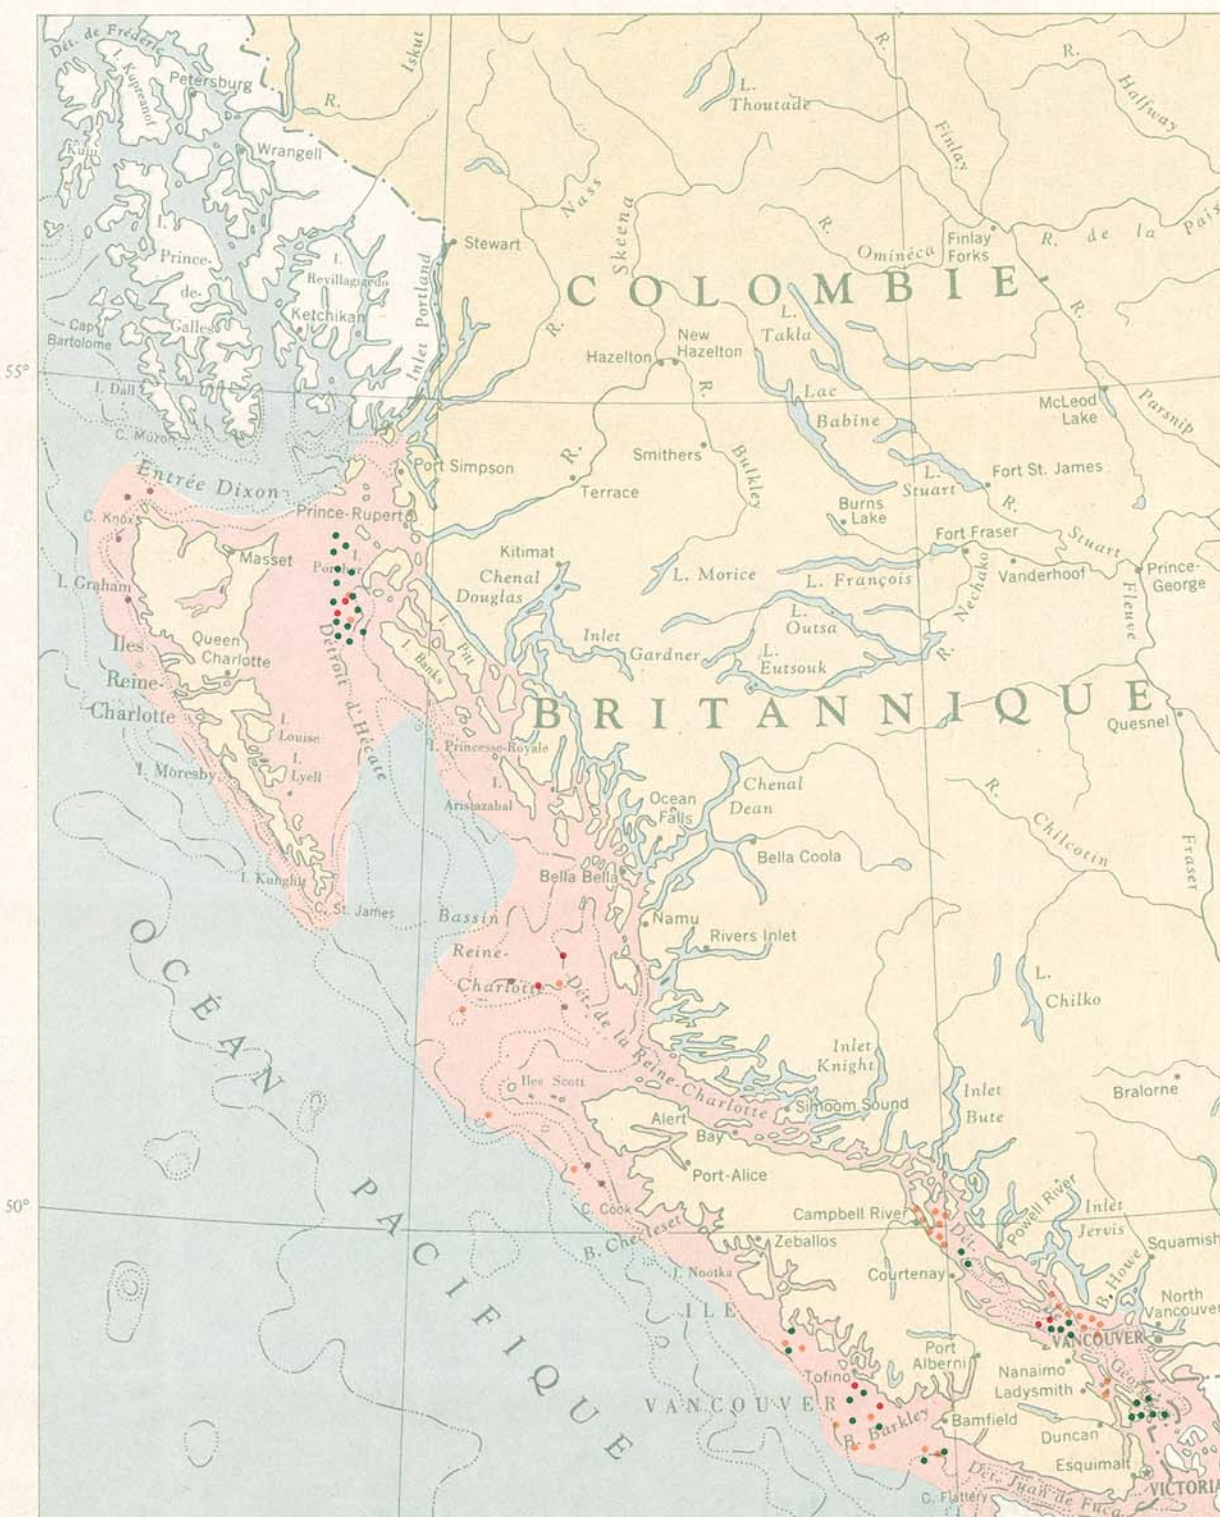 Dét. de Frédéric
I. Kupreanof
Petersburg
Kuiu
Wrangell
R.
Iskut
L.
Thoutade
R.
Finlay
R.
Halfway
Nass
Skeena
R.
Ominéca
Finlay
Forks
R. de la Paix
Stewart
I.
Prince-
de-
Galles
I.
Revillagigedo
Ketchikan
Inlet Portland
COLOMBIE
R.
R.
L.
Takla
Cap
Bartolome
New
Hazelton
Hazelton
55°
I. Dall
R.
Lac
Babine
McLeod
Lake
Parsnip
C. Muzon
Smithers
Bulkley
R.
Terrace
Port Simpson
Entrée Dixon
L.
Stuart
Fort St. James
R.
Stuart
C. Knox
Prince-Rupert
Burns
Lake
Fort Fraser
Masset
I.
Porcher
Kitimat
Chenal
Douglas
L. Morice
L. François
Vanderhoof
Prince-
George
Nechako
R.
Fleuve
I. Graham
L.
Outsa
Queen
Charlotte
Iles
Reine-
Charlotte
I.
Pitt
I. Banks
Inlet
Gardner
L.
Eutsouk
Détroit d'Hécate
BRITANNIQUE
Quesnel
I.
Louise
I.
Lyell
I. Moresby
I. Princesse-Royale
I.
Aristazabal
Ocean
Falls
Chenal
Dean
R.
Chilcotin
Fraser
Bella Coola
Bella Bella
I. Kunghit
C. St. James
Bassin
Reine-
Charlotte
Namu
Rivers Inlet
L.
Chilko
OCÉAN PACIFIQUE
Dét. de la Reine-Charlotte
Inlet
Knight
Iles Scott
Simoom Sound
Inlet
Bute
Bralorne
Alert
Bay
Port-Alice
50°
C. Cook
Campbell River
Dét.
Powell River
Inlet
Jervis
B. Checleset
Zeballos
Squamish
I. Nootka
Courtenay
B. Howe
North
Vancouver
ILE
VANCOUVER
de
VANCOUVER
Port
Alberni
Tofino
Nanaimo
Ladysmith
Géorgie
B. Barkley
Bamfield
Duncan
Esquimalt
VICTORIA
C. Flattery
Dét. Juan de Fuca